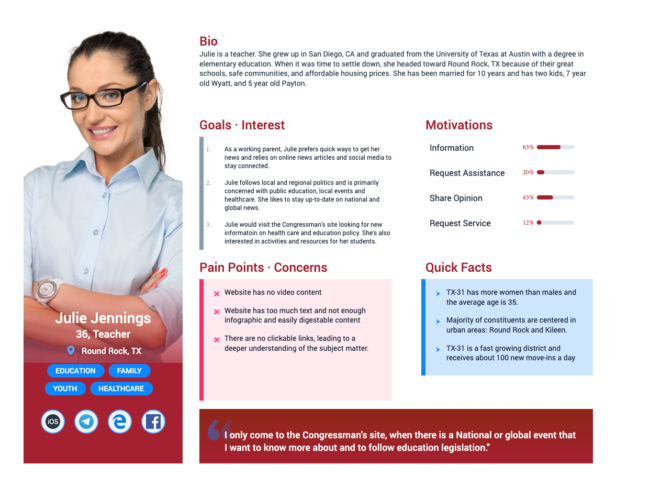 Bio
Julie is a teacher. She grew up in San Diego, CA and graduated from the University of Texas at Austin with a degree in
elementary education. When it was time to settle down, she headed toward Round Rock, TX because of their great
schools, safe communities, and affordable housing prices. She has been married for 10 years and has two kids, 7 year
old Wyatt, and 5 year old Payton.
Goals · Interest
1. As a working parent, Julie prefers quick ways to get her
news and relies on online news articles and social media to
stay connected.
2. Julie follows local and regional politics and is primarily
concerned with public education, local events and
healthcare. She likes to stay up-to-date on national and
global news.
3. Julie would visit the Congressman's site looking for new
informatoin on health care and education policy. She's also
interested in activities and resources for her students.
Motivations
Information 63%
Request Assistance 20%
Share Opinion 43%
Request Service 12%
Pain Points · Concerns
Website has no video content
Website has too much text and not enough
infographic and easily digestable content
There are no clickable links, leading to a
deeper understanding of the subject matter.
Quick Facts
TX-31 has more women than males and
the average age is 35.
Majority of constituents are centered in
urban areas: Round Rock and Kileen.
TX-31 is a fast growing district and
receives about 100 new move-ins a day
Julie Jennings
36, Teacher
Round Rock, TX
EDUCATION FAMILY
YOUTH HEALTHCARE
iOS
“I only come to the Congressman's site, when there is a National or global event that
I want to know more about and to follow education legislation."